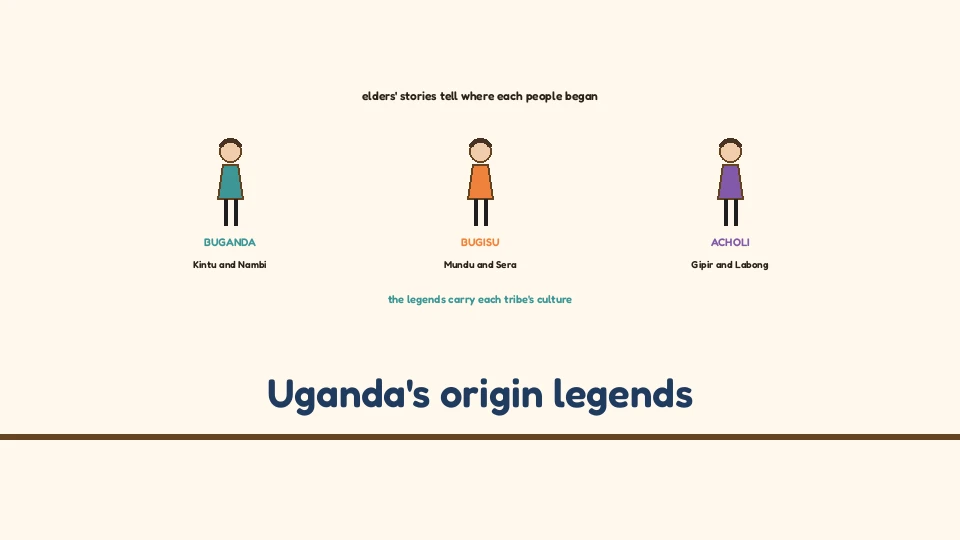 elders' stories tell where each people began
BUGANDA
BUGISU
ACHOLI
Kintu and Nambi
Mundu and Sera
Gipir and Labong
the legends carry each tribe's culture
Uganda's origin legends